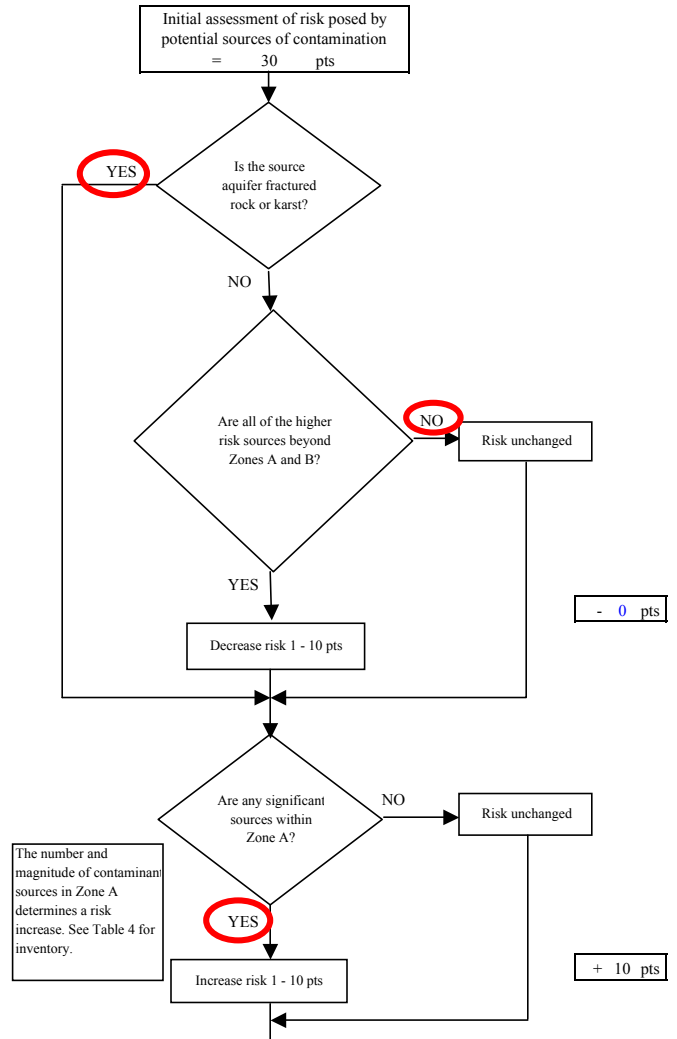 Initial assessment of risk posed by
potential sources of contamination
= 30 pts
YES
Is the source
aquifer fractured
rock or karst?
NO
Are all of the higher
risk sources beyond
Zones A and B?
NO
Risk unchanged
YES
- 0 pts
Decrease risk 1 - 10 pts
Are any significant
sources within
Zone A?
NO
Risk unchanged
The number and
magnitude of contaminant
sources in Zone A
determines a risk
increase. See Table 4 for
inventory.
YES
Increase risk 1 - 10 pts
+ 10 pts